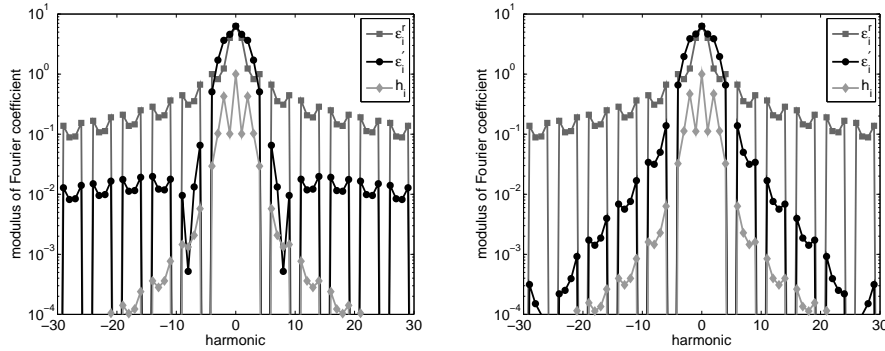 modulus of Fourier coefficient
10^1
10^0
10^-1
10^-2
10^-3
10^-4
−30 −20 −10 0 10 20 30
harmonic
ε_i^r
ε_i^′
h_i
modulus of Fourier coefficient
10^1
10^0
10^-1
10^-2
10^-3
10^-4
−30 −20 −10 0 10 20 30
harmonic
ε_i^r
ε_i^′
h_i